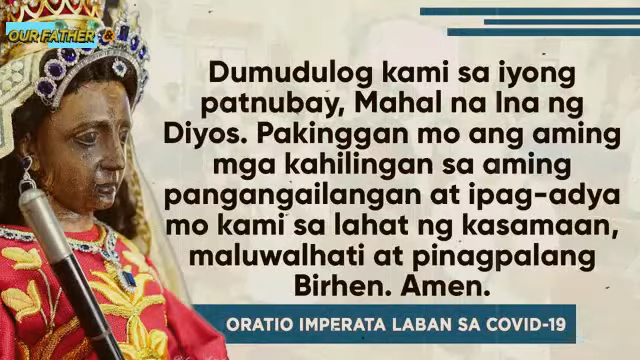 OUR FATHER &
Dumudulog kami sa iyong
patnubay, Mahal na Ina ng
Diyos. Pakinggan mo ang aming
mga kahilingan sa aming
pangangailangan at ipag-adya
mo kami sa lahat ng kasamaan,
maluwalhati at pinagpalang
Birhen. Amen.
ORATIO IMPERATA LABAN SA COVID-19